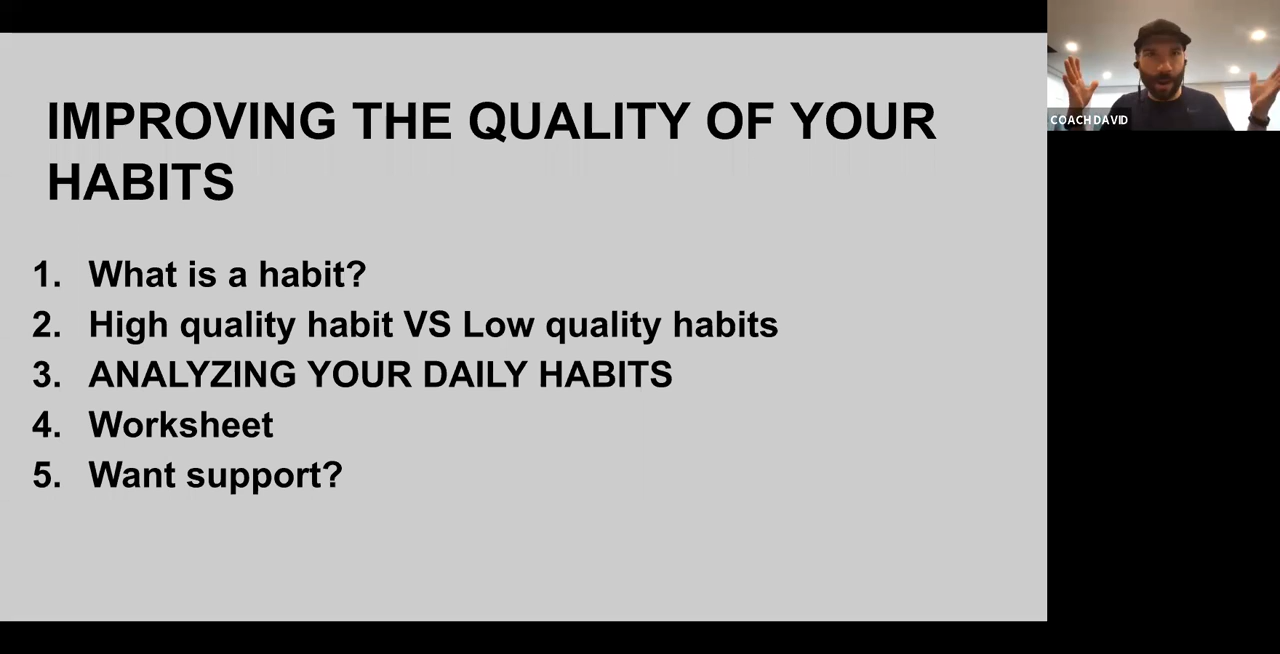 IMPROVING THE QUALITY OF YOUR
HABITS
1. What is a habit?
2. High quality habit VS Low quality habits
3. ANALYZING YOUR DAILY HABITS
4. Worksheet
5. Want support?
COACH DAVID